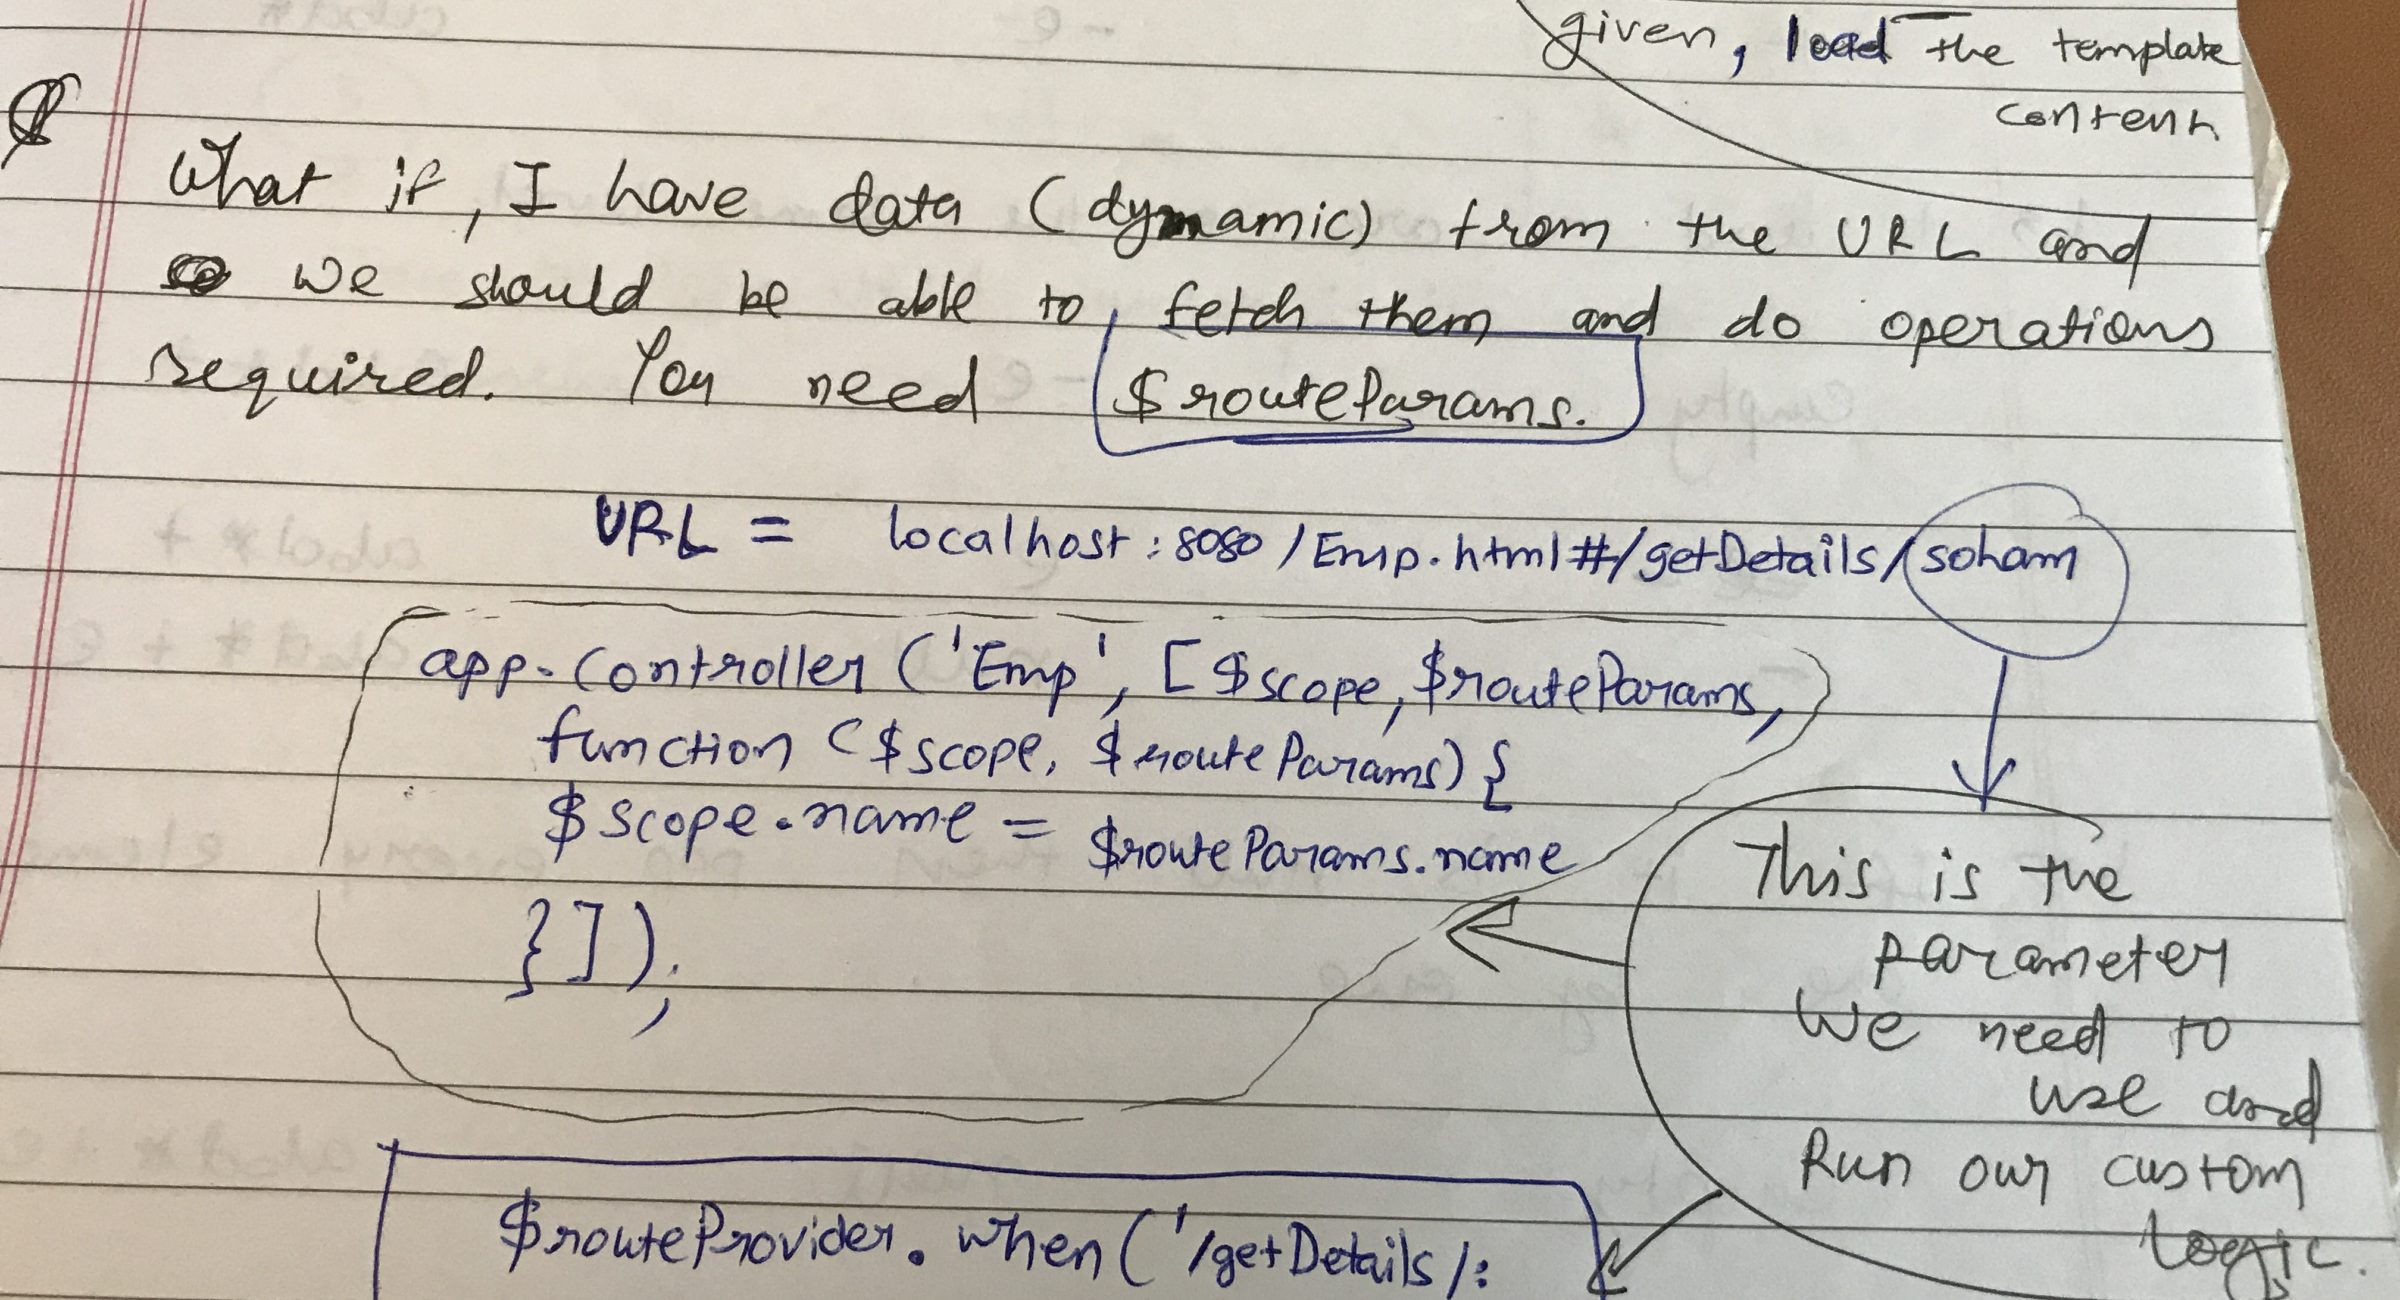 given, load the template
content
What if, I have data (dynamic) from the URL and
we should be able to fetch them and do operations
required. You need $routeParams.
URL = localhost:8080/Emp.html#/getDetails/soham
app.controller('Emp', [$scope, $routeParams,
function ($scope, $routeParams) {
$scope.name = $routeParams.name
}]);
This is the
parameter
We need to
use and
Run our custom
logic.
$routeProvider.when('/getDetails/: